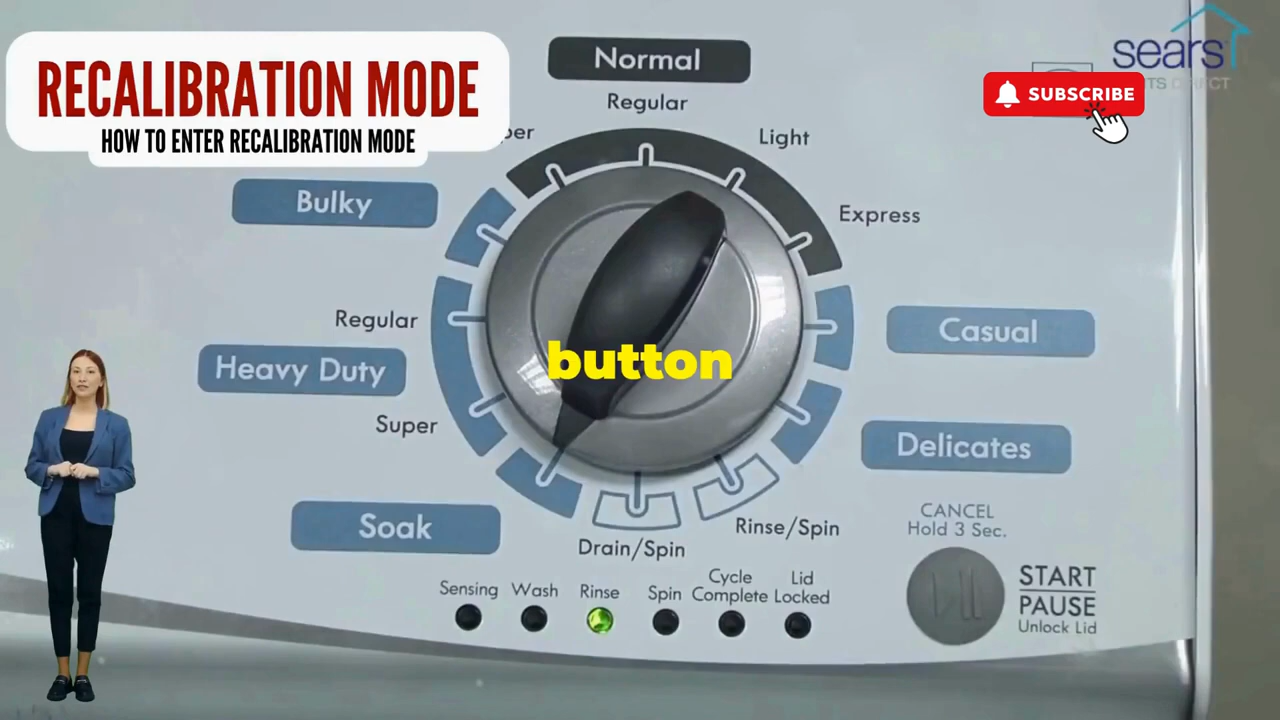 RECALIBRATION MODE
HOW TO ENTER RECALIBRATION MODE
sears
DIRECT
SUBSCRIBE
Normal
Regular
Light
Express
Bulky
Regular
Heavy Duty
Super
Casual
Delicates
button
Soak
Drain/Spin
Rinse/Spin
CANCEL
Hold 3 Sec.
Sensing
Wash
Rinse
Spin
Cycle
Complete
Lid
Locked
START
PAUSE
Unlock Lid